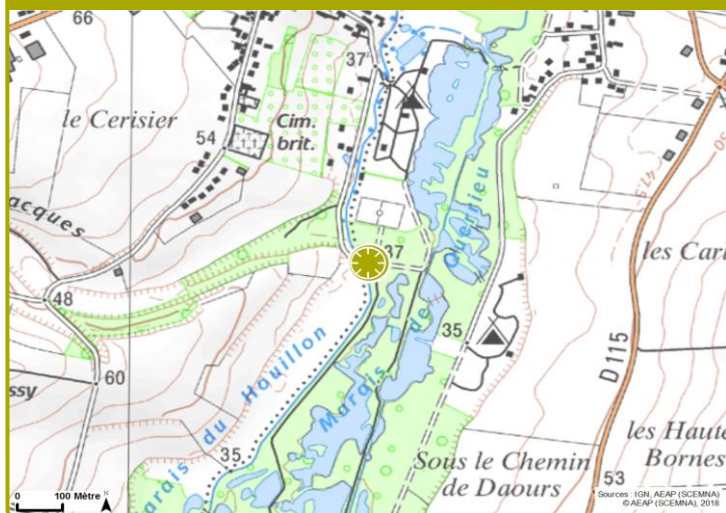 66
37
le Cerisier
Cim.
brit.
54
acques
Marais de Querrieu
37
les Carr
48
35
D 115
60
ssy
Marais du Houillon
35
les Haute
Bornes
Sous le Chemin
de Daours
53
0 100 Mètre
N
Sources : IGN, AEAP (SCEMNA)
© AEAP (SCEMNA), 2018